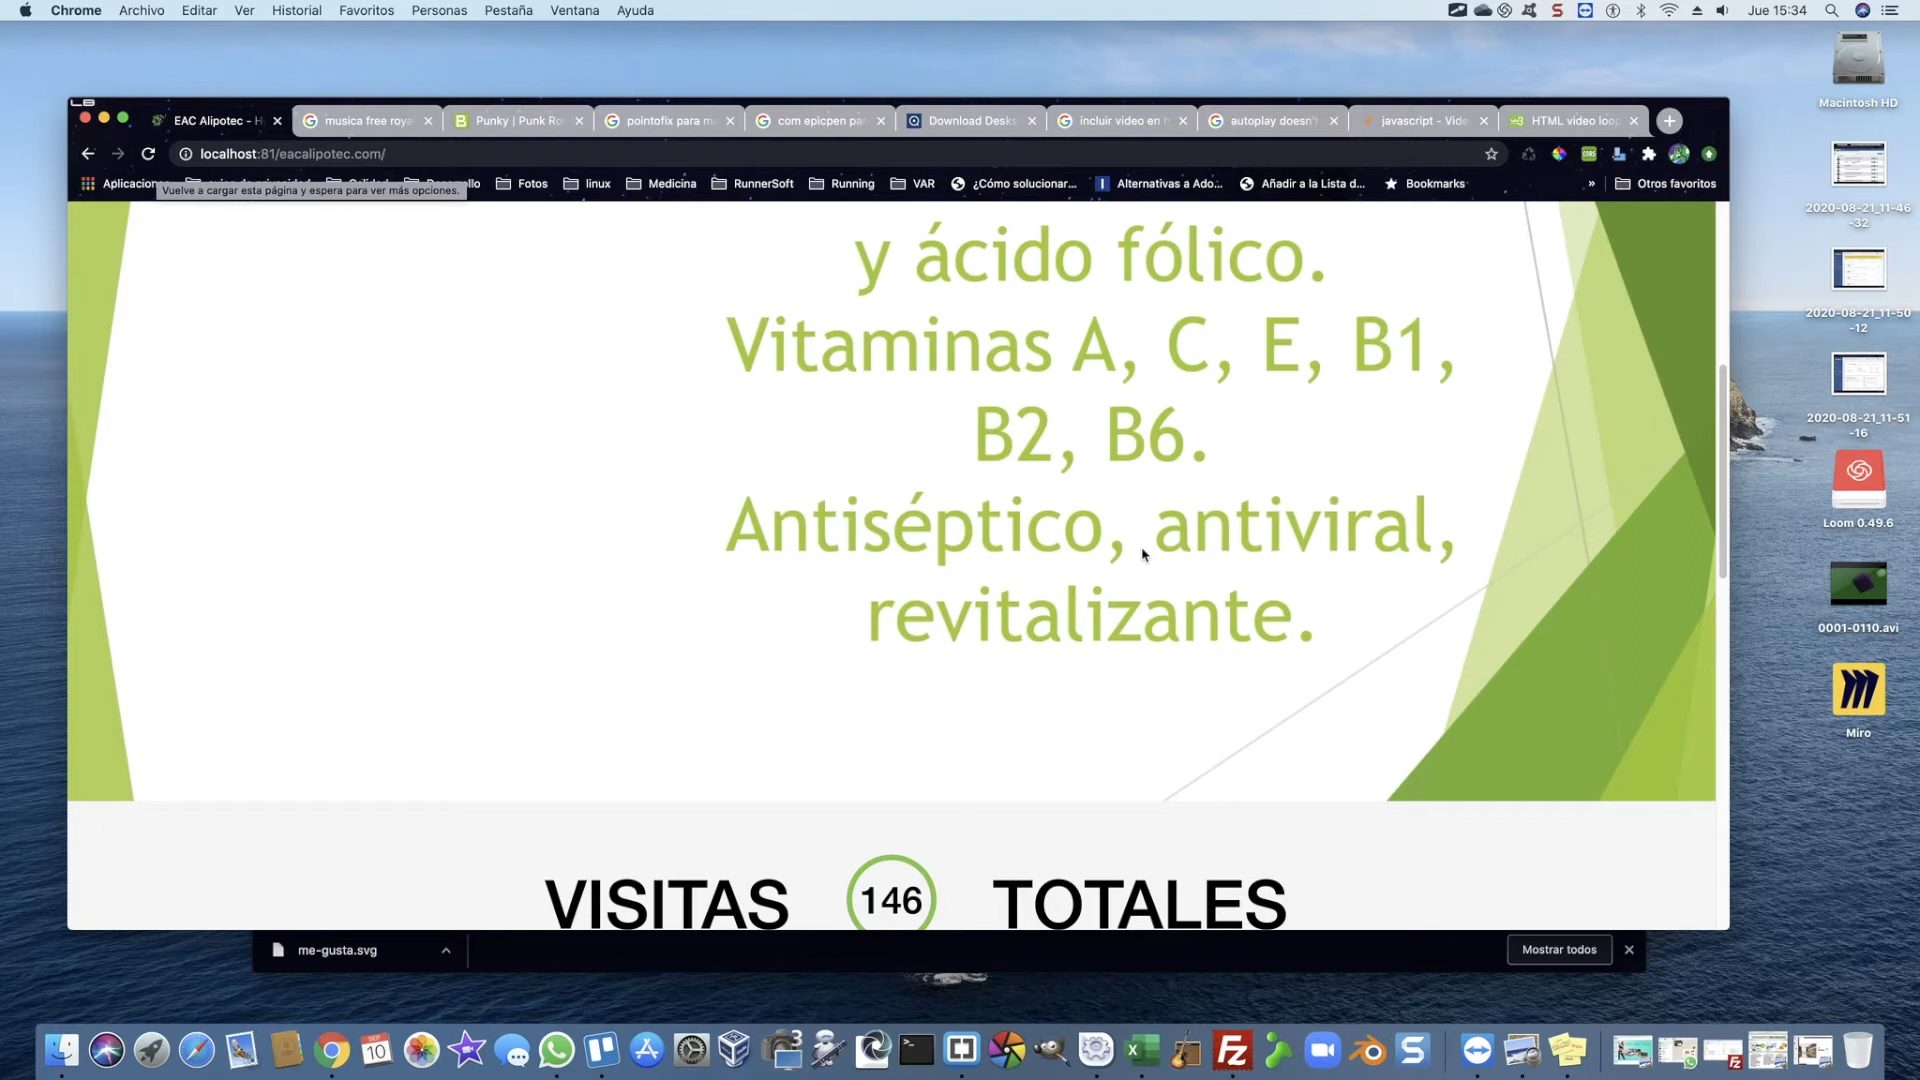 Chrome Archivo Editar Ver Historial Favoritos Personas Pestaña Ventana Ayuda Jue 15:34
EAC Alipotec - H
musica free roya
Punky | Punk Ro
pointofix para m
com epicpen par
Download Desks
incluir video en h
autoplay doesn'
javascript - Vide
HTML video loop
localhost:81/eacalipotec.com/
Aplicacion
Fotos
linux
Medicina
RunnerSoft
Running
VAR
¿Cómo solucionar...
Alternativas a Ado...
Añadir a la Lista d...
Bookmarks
»
Otros favoritos
Vuelve a cargar esta página y espera para ver más opciones.
y ácido fólico.
Vitaminas A, C, E, B1,
B2, B6.
Antiséptico, antiviral,
revitalizante.
VISITAS 146 TOTALES
me-gusta.svg
Mostrar todos
Macintosh HD
2020-08-21_11-46
-32
2020-08-21_11-50
-12
2020-08-21_11-51
-16
Loom 0.49.6
0001-0110.avi
Miro
SEP
10
3